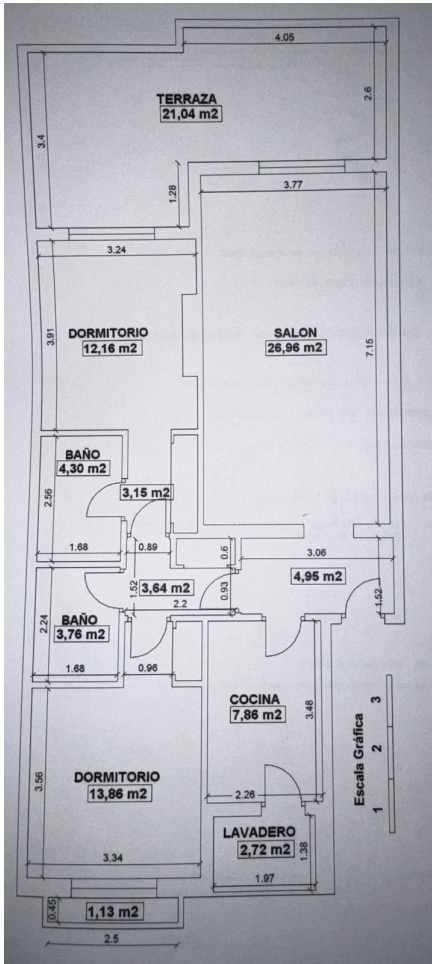 4.05
TERRAZA
21,04 m2
2.6
3.4
1.28
3.77
3.24
DORMITORIO
12,16 m2
3.91
SALON
26,96 m2
7.15
BAÑO
4,30 m2
2.56
1.68
3,15 m2
0.89
0.6
3.06
4,95 m2
1.52
1.52
3,64 m2
0.93
2.2
2.24
BAÑO
3,76 m2
1.68
0.96
COCINA
7,86 m2
3.48
2.26
3.56
DORMITORIO
13,86 m2
3.34
LAVADERO
2,72 m2
1.38
1.97
0.45
1,13 m2
2.5
Escala Gráfica
1 2 3